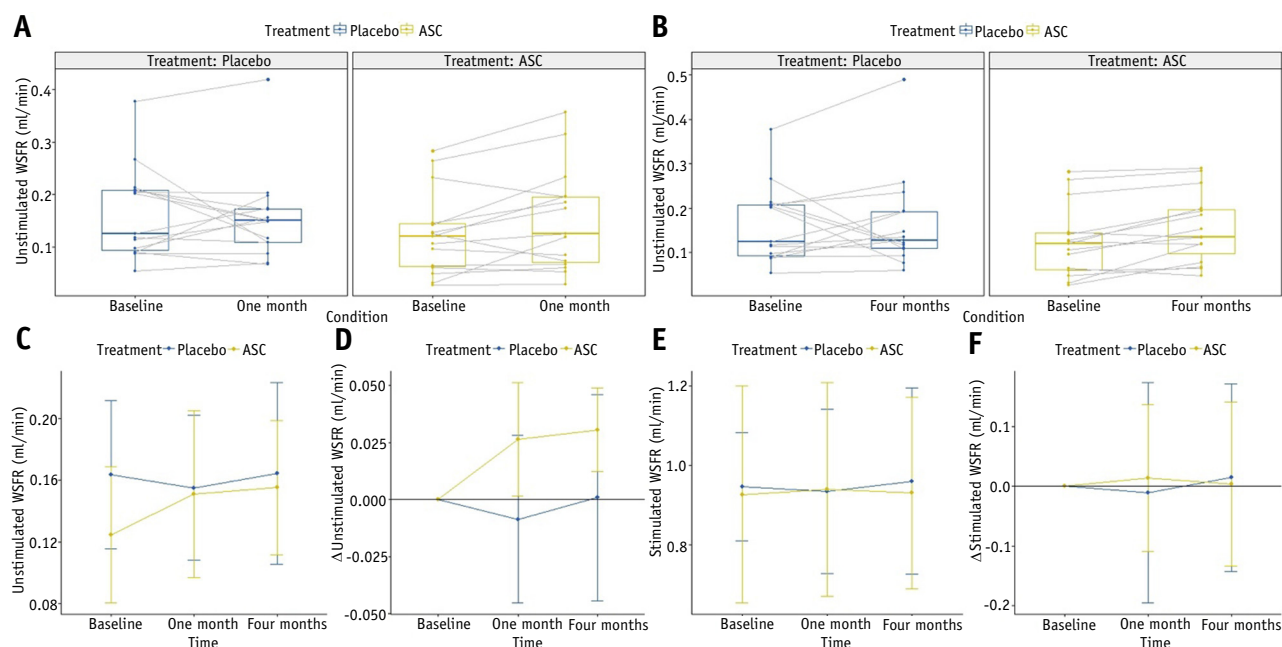 A
Treatment Placebo ASC
Treatment: Placebo
Treatment: ASC
Unstimulated WSFR (ml/min)
0.4
0.3
0.2
0.1
Baseline
One month
Baseline
One month
Condition
B
Treatment Placebo ASC
Treatment: Placebo
Treatment: ASC
Unstimulated WSFR (ml/min)
0.5
0.4
0.3
0.2
0.1
Baseline
Four months
Baseline
Four months
Condition
C
Treatment Placebo ASC
Unstimulated WSFR (ml/min)
0.20
0.16
0.12
0.08
Baseline
One month
Four months
Time
D
Treatment Placebo ASC
ΔUnstimulated WSFR (ml/min)
0.050
0.025
0.000
-0.025
-0.050
Baseline
One month
Four months
Time
E
Treatment Placebo ASC
Stimulated WSFR (ml/min)
1.2
1.0
0.8
Baseline
One month
Four months
Time
F
Treatment Placebo ASC
ΔStimulated WSFR (ml/min)
0.1
0.0
-0.1
-0.2
Baseline
One month
Four months
Time